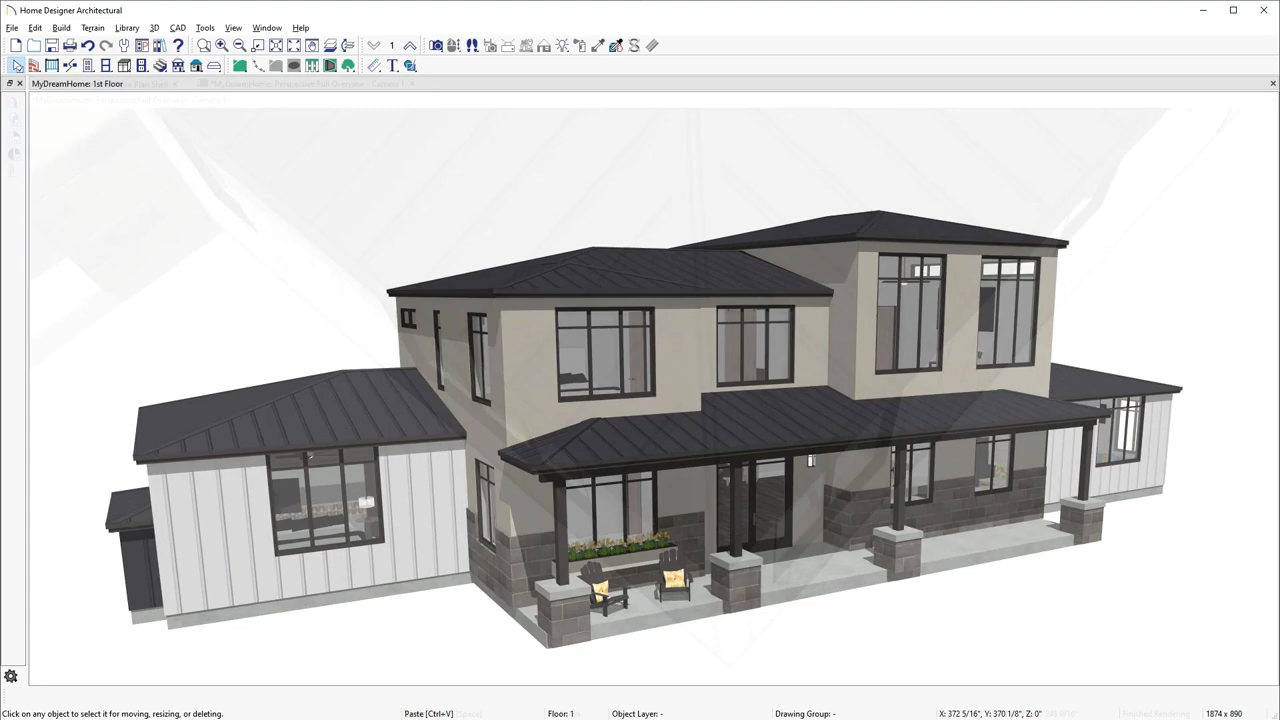 Home Designer Architectural
File Edit Build Terrain Library 3D CAD Tools View Window Help
1
T
MyDreamHome: 1st Floor
Click on any object to select it for moving, resizing, or deleting. Paste [Ctrl+V] Floor: 1 Object Layer: - Drawing Group: - X: 372 5/16", Y: 370 1/8", Z: 0" 1874 x 890